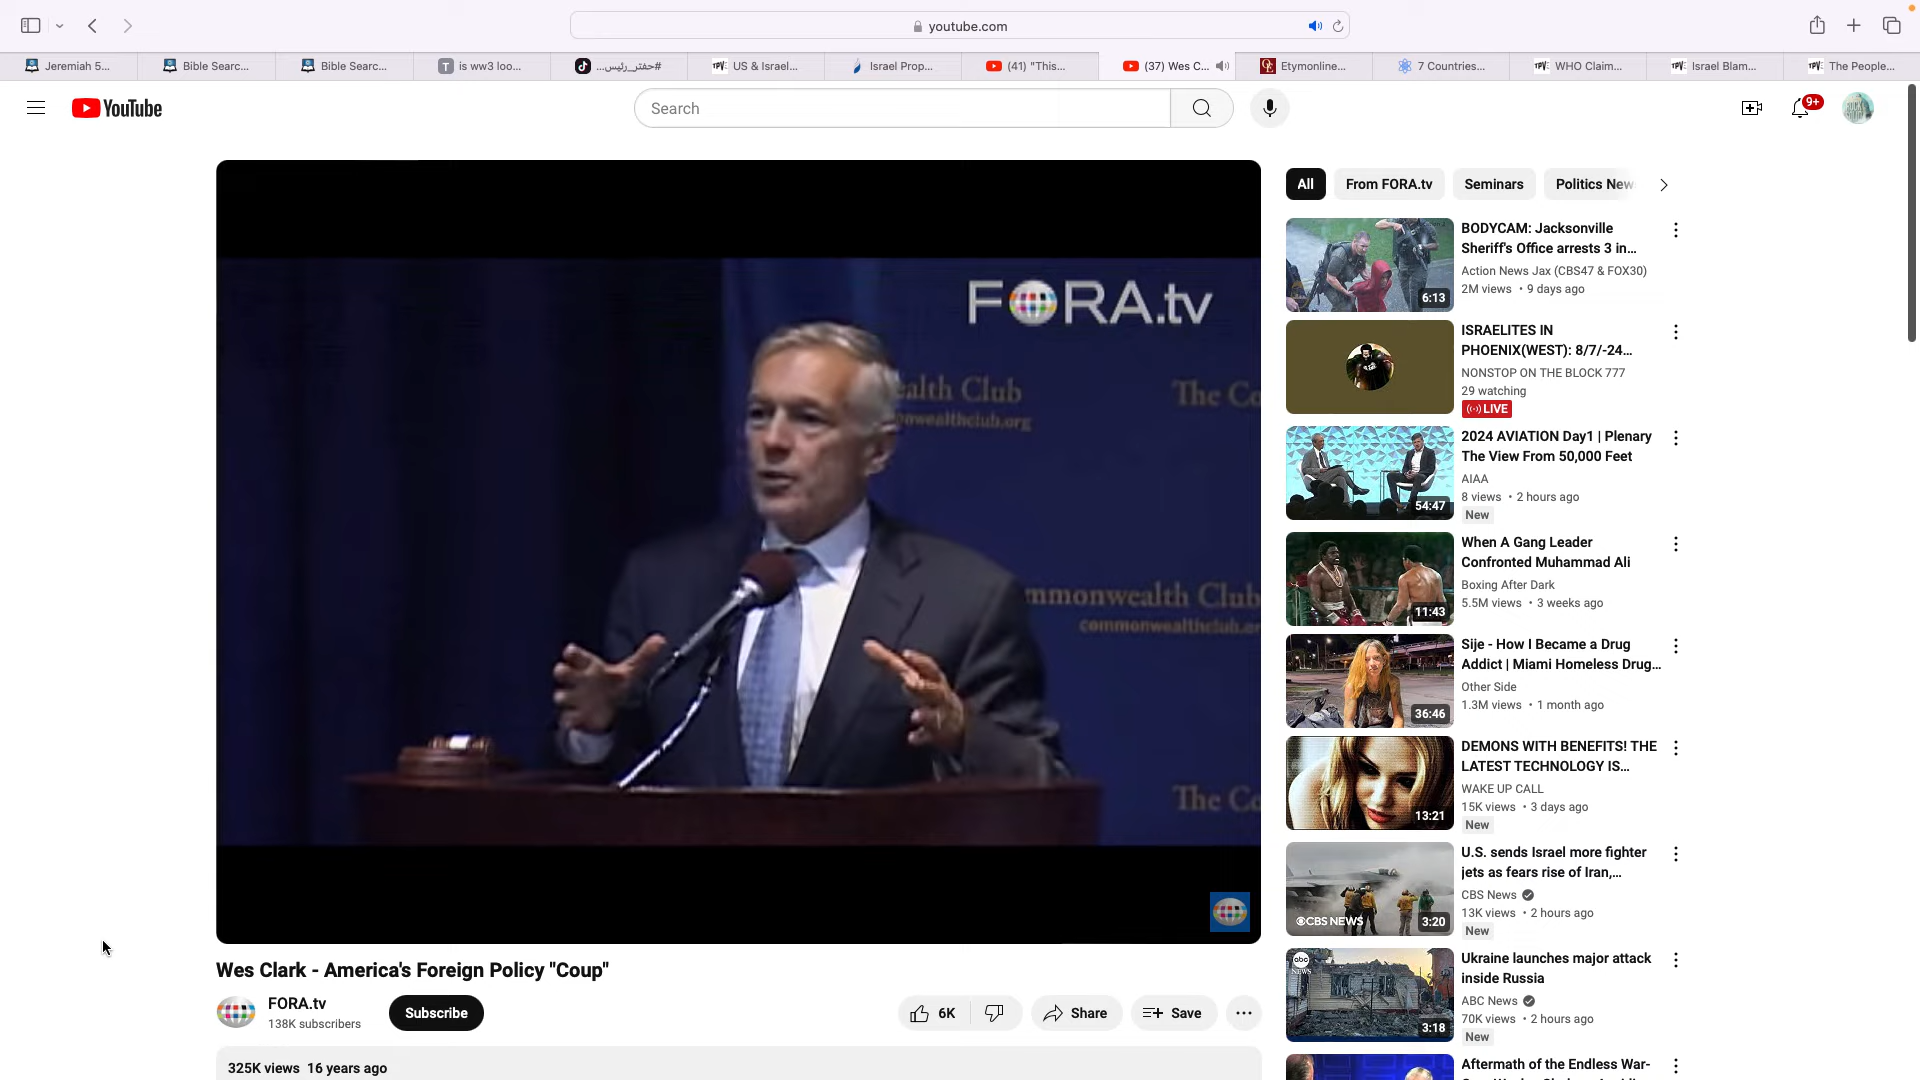 youtube.com
Jeremiah 5...
Bible Searc...
Bible Searc...
is ww3 loo...
#حفتر_رئيس...
US & Israel...
Israel Prop...
(41) "This...
(37) Wes C...
Etymonline...
7 Countries...
WHO Claim...
Israel Blam...
The People...
YouTube
Search
9+
FORA.tv
ealth Club
onwealthclub.org
The Co
mmonwealth Club
commonwealthclub.or
The Co
Wes Clark - America's Foreign Policy "Coup"
FORA.tv
138K subscribers
Subscribe
6K
Share
Save
325K views 16 years ago
All
From FORA.tv
Seminars
Politics New
6:13
BODYCAM: Jacksonville
Sheriff's Office arrests 3 in...
Action News Jax (CBS47 & FOX30)
2M views • 9 days ago
ISRAELITES IN
PHOENIX(WEST): 8/7/-24...
NONSTOP ON THE BLOCK 777
29 watching
LIVE
54:47
2024 AVIATION Day1 | Plenary
The View From 50,000 Feet
AIAA
8 views • 2 hours ago
New
11:43
When A Gang Leader
Confronted Muhammad Ali
Boxing After Dark
5.5M views • 3 weeks ago
36:46
Sije - How I Became a Drug
Addict | Miami Homeless Drug...
Other Side
1.3M views • 1 month ago
13:21
DEMONS WITH BENEFITS! THE
LATEST TECHNOLOGY IS...
WAKE UP CALL
15K views • 3 days ago
New
CBS NEWS
3:20
U.S. sends Israel more fighter
jets as fears rise of Iran,...
CBS News
13K views • 2 hours ago
New
abc
NEWS
3:18
Ukraine launches major attack
inside Russia
ABC News
70K views • 2 hours ago
New
Aftermath of the Endless War-